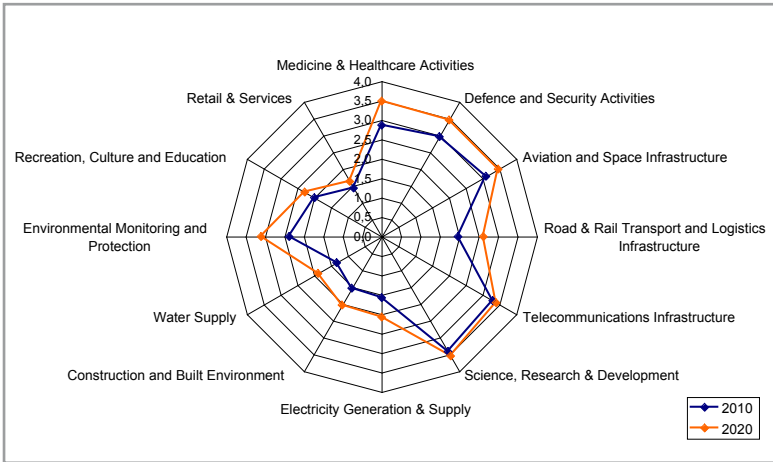 Medicine & Healthcare Activities
Retail & Services
4,0
Defence and Security Activities
3,5
3,0
Recreation, Culture and Education
2,5
Aviation and Space Infrastructure
2,0
1,5
1,0
Environmental Monitoring and
Protection
0,5
0,0
Road & Rail Transport and Logistics
Infrastructure
Water Supply
Telecommunications Infrastructure
Construction and Built Environment
Science, Research & Development
Electricity Generation & Supply
2010
2020